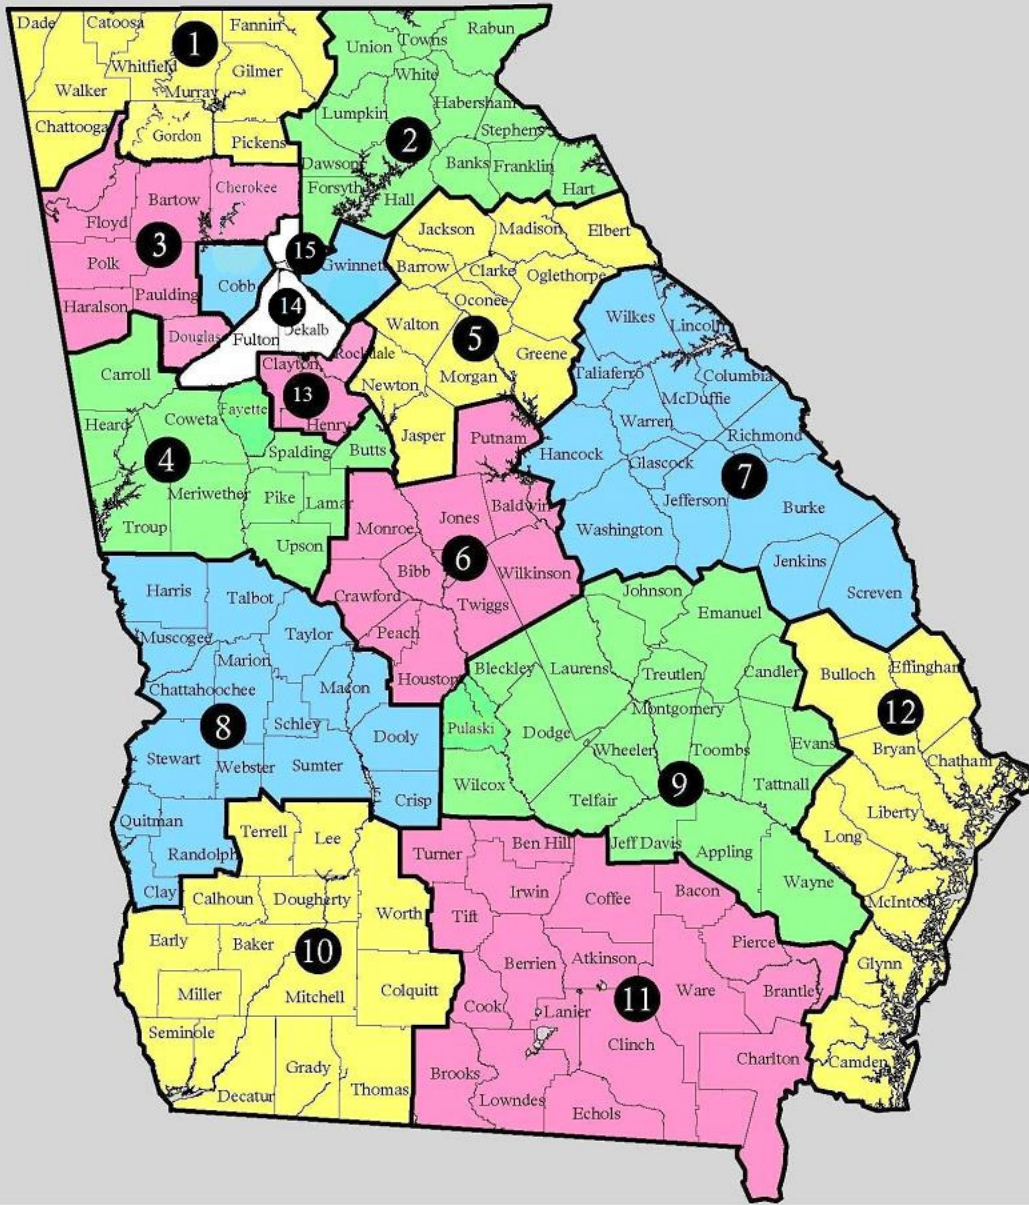 Dade
Catoosa
Fannin
1
Whitfield
Gilmer
Walker
Murray
Chattooga
Gordon
Pickens
Rabun
Towns
Union
White
Habersham
Lumpkin
Stephens
2
Dawson
Banks
Franklin
Forsyth
Hall
Hart
Cherokee
Bartow
Floyd
3
Polk
Paulding
Haralson
Douglas
Cobb
15
Gwinnett
14
Dekalb
Fulton
Rockdale
Clayton
13
Henry
Jackson
Madison
Elbert
Barrow
Clarke
Oglethorpe
Oconee
Walton
5
Greene
Morgan
Newton
Jasper
Carroll
Fayette
Coweta
Heard
Spalding
Butts
4
Meriwether
Pike
Lamar
Troup
Upson
Putnam
Baldwin
Jones
Monroe
6
Bibb
Wilkinson
Crawford
Twiggs
Peach
Houston
Wilkes
Lincoln
Taliaferro
Columbia
McDuffie
Warren
Richmond
Hancock
Glascock
7
Jefferson
Burke
Washington
Jenkins
Screven
Harris
Talbot
Muscogee
Taylor
Marion
Chattahoochee
Macon
8
Schley
Dooly
Stewart
Webster
Sumter
Crisp
Quitman
Randolph
Clay
Johnson
Emanuel
Bleckley
Laurens
Treutlen
Candler
Montgomery
Pulaski
Dodge
Wheeler
Toombs
Evans
Wilcox
9
Tattnall
Telfair
Jeff Davis
Appling
Wayne
Bulloch
Effingham
12
Bryan
Chatham
Liberty
Long
McIntosh
Glynn
Camden
Terrell
Lee
Calhoun
Dougherty
Worth
Early
Baker
10
Miller
Mitchell
Colquitt
Seminole
Grady
Decatur
Thomas
Turner
Ben Hill
Irwin
Coffee
Bacon
Tift
Pierce
Berrien
Atkinson
Ware
Brantley
Cook
Lanier
11
Clinch
Charlton
Brooks
Lowndes
Echols